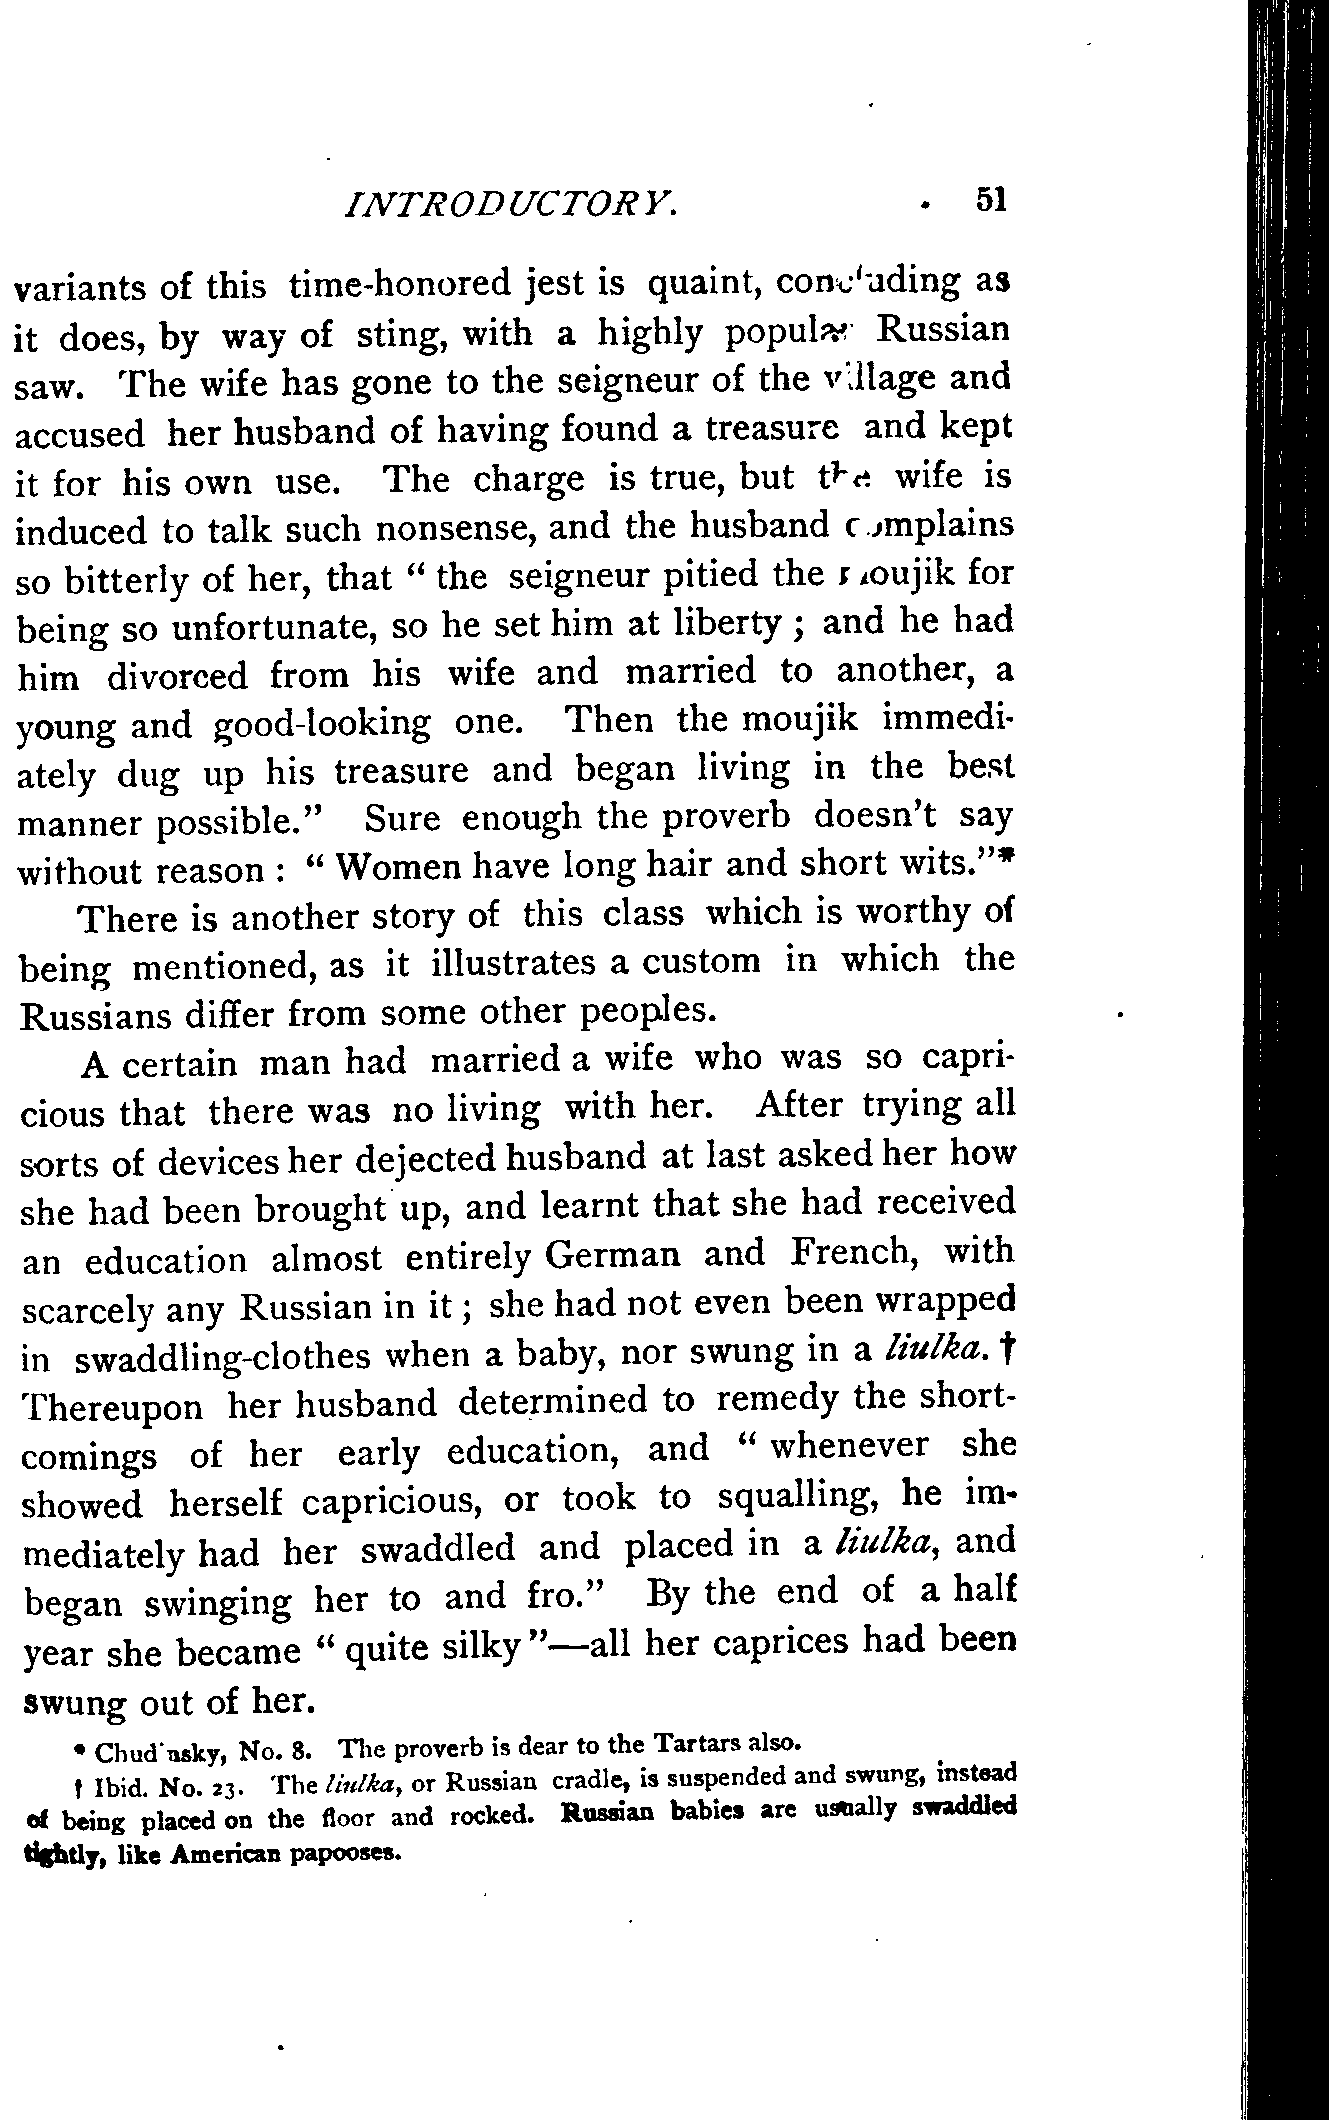 INTRODUCTORY. 51
variants of this time-honored jest is quaint, concluding as
it does, by way of sting, with a highly popular Russian
saw. The wife has gone to the seigneur of the village and
accused her husband of having found a treasure and kept
it for his own use. The charge is true, but the wife is
induced to talk such nonsense, and the husband complains
so bitterly of her, that “ the seigneur pitied the moujik for
being so unfortunate, so he set him at liberty ; and he had
him divorced from his wife and married to another, a
young and good-looking one. Then the moujik immedi-
ately dug up his treasure and began living in the best
manner possible.” Sure enough the proverb doesn't say
without reason : “ Women have long hair and short wits.”*
There is another story of this class which is worthy of
being mentioned, as it illustrates a custom in which the
Russians differ from some other peoples.
A certain man had married a wife who was so capri-
cious that there was no living with her. After trying all
sorts of devices her dejected husband at last asked her how
she had been brought up, and learnt that she had received
an education almost entirely German and French, with
scarcely any Russian in it ; she had not even been wrapped
in swaddling-clothes when a baby, nor swung in a liulka. †
Thereupon her husband determined to remedy the short-
comings of her early education, and “ whenever she
showed herself capricious, or took to squalling, he im-
mediately had her swaddled and placed in a liulka, and
began swinging her to and fro.” By the end of a half
year she became “ quite silky ”—all her caprices had been
swung out of her.
* Chudinsky, No. 8. The proverb is dear to the Tartars also.
† Ibid. No. 23. The liulka, or Russian cradle, is suspended and swung, instead
of being placed on the floor and rocked. Russian babies are usually swaddled
tightly, like American papooses.